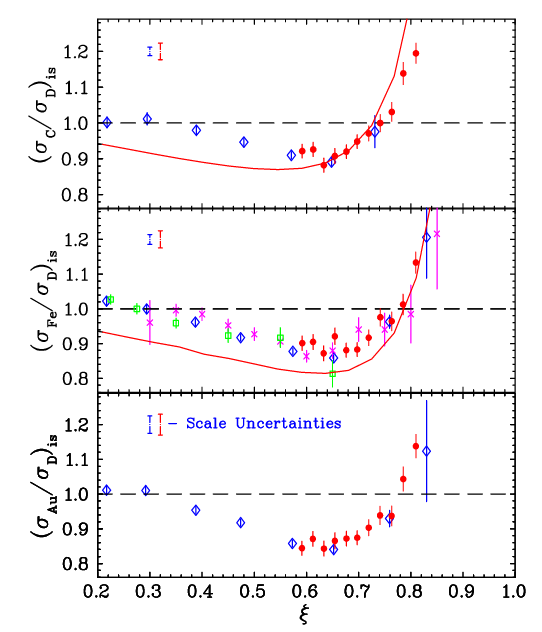 (σC/σD)is
1.2
1.1
1.0
0.9
0.8
(σFe/σD)is
1.2
1.1
1.0
0.9
0.8
(σAu/σD)is
– Scale Uncertainties
1.2
1.1
1.0
0.9
0.8
0.2 0.3 0.4 0.5 0.6 0.7 0.8 0.9 1.0
ξ